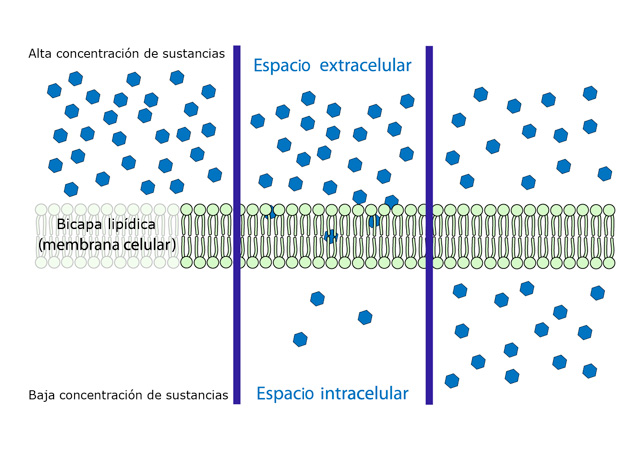 Alta concentración de sustancias
Espacio extracelular
Bicapa lipídica
(membrana celular)
Baja concentración de sustancias
Espacio intracelular